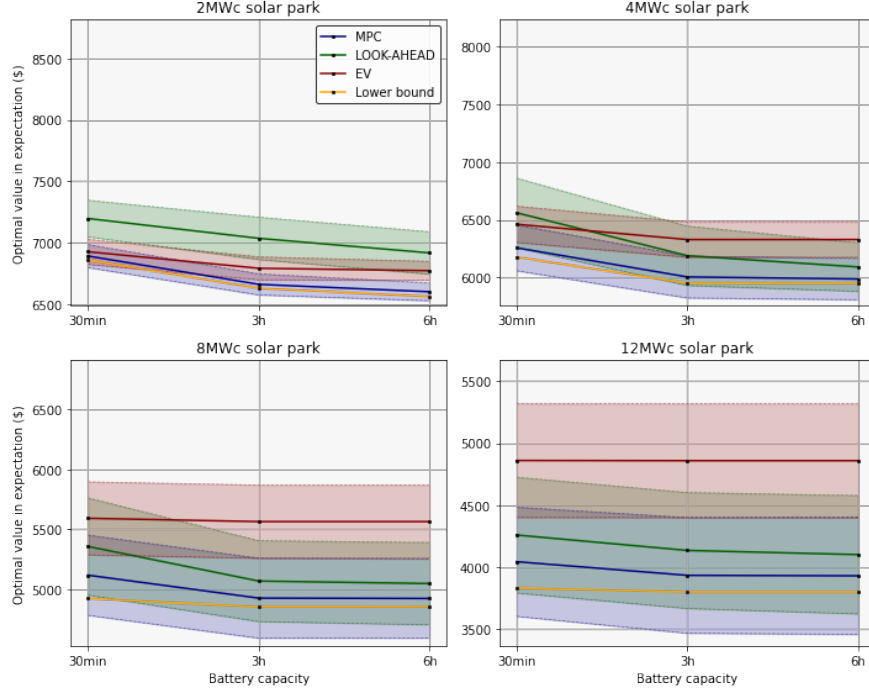 2MWc solar park
4MWc solar park
Optimal value in expectation ($)
8500
8000
7500
7000
6500
30min
3h
6h
MPC
LOOK-AHEAD
EV
Lower bound
8000
7500
7000
6500
6000
30min
3h
6h
8MWc solar park
12MWc solar park
Optimal value in expectation ($)
6500
6000
5500
5000
30min
3h
6h
Battery capacity
5500
5000
4500
4000
3500
30min
3h
6h
Battery capacity